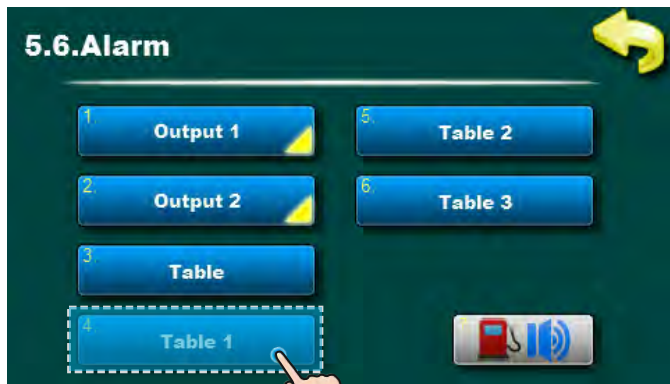 5.6.Alarm
1. Output 1
2. Output 2
3. Table
4. Table 1
5. Table 2
6. Table 3